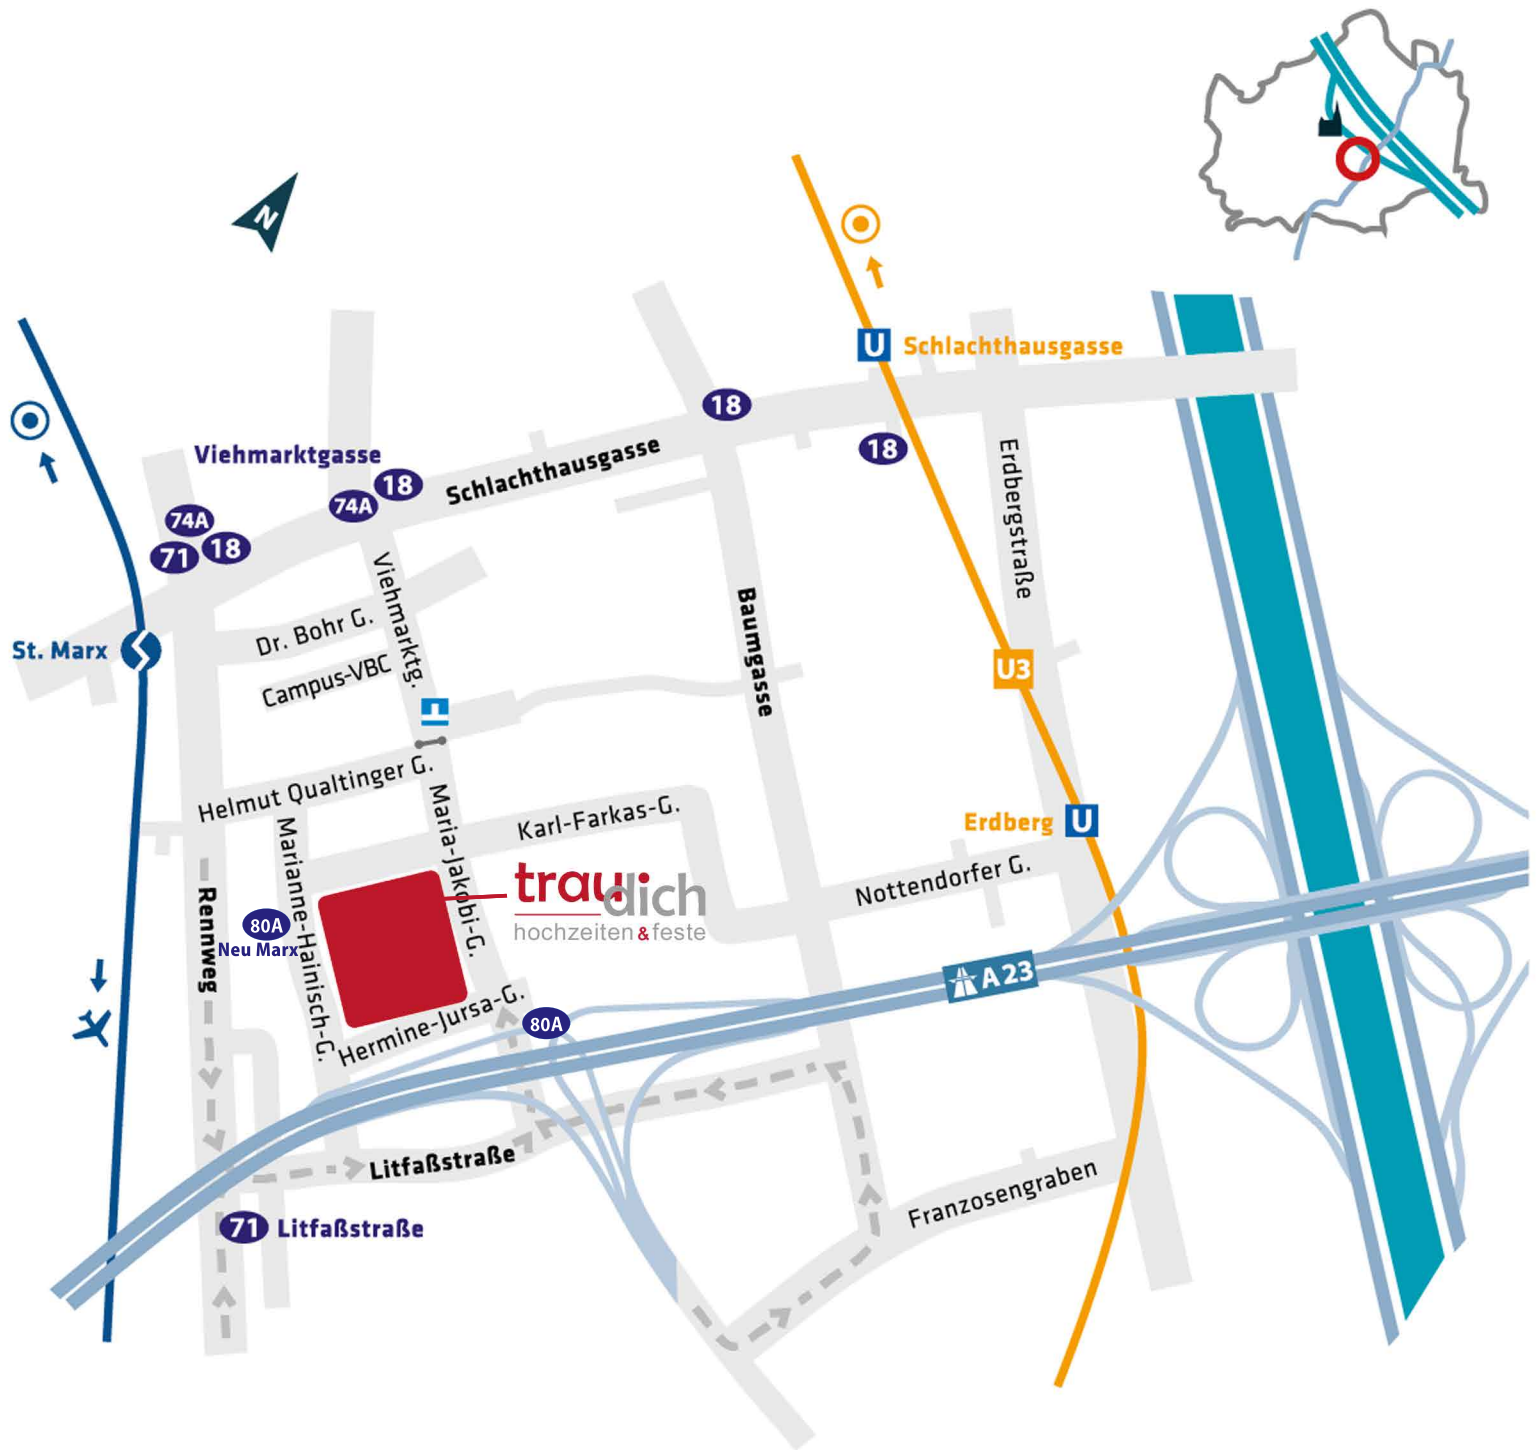 N
U Schlachthausgasse
18
18
Viehmarktgasse
18
74A
74A
18
71
Schlachthausgasse
Erdbergstraße
Viehmarktg.
Dr. Bohr G.
Campus-VBC
St. Marx
Baumgasse
U3
Helmut Qualtinger G.
Maria-Jakobi-G.
Karl-Farkas-G.
Erdberg U
Marianne-Hainisch-G.
Nottendorfer G.
traudich
hochzeiten & feste
Rennweg
80A
Neu Marx
A 23
Hermine-Jursa-G.
80A
Litfaßstraße
Franzosengraben
71 Litfaßstraße